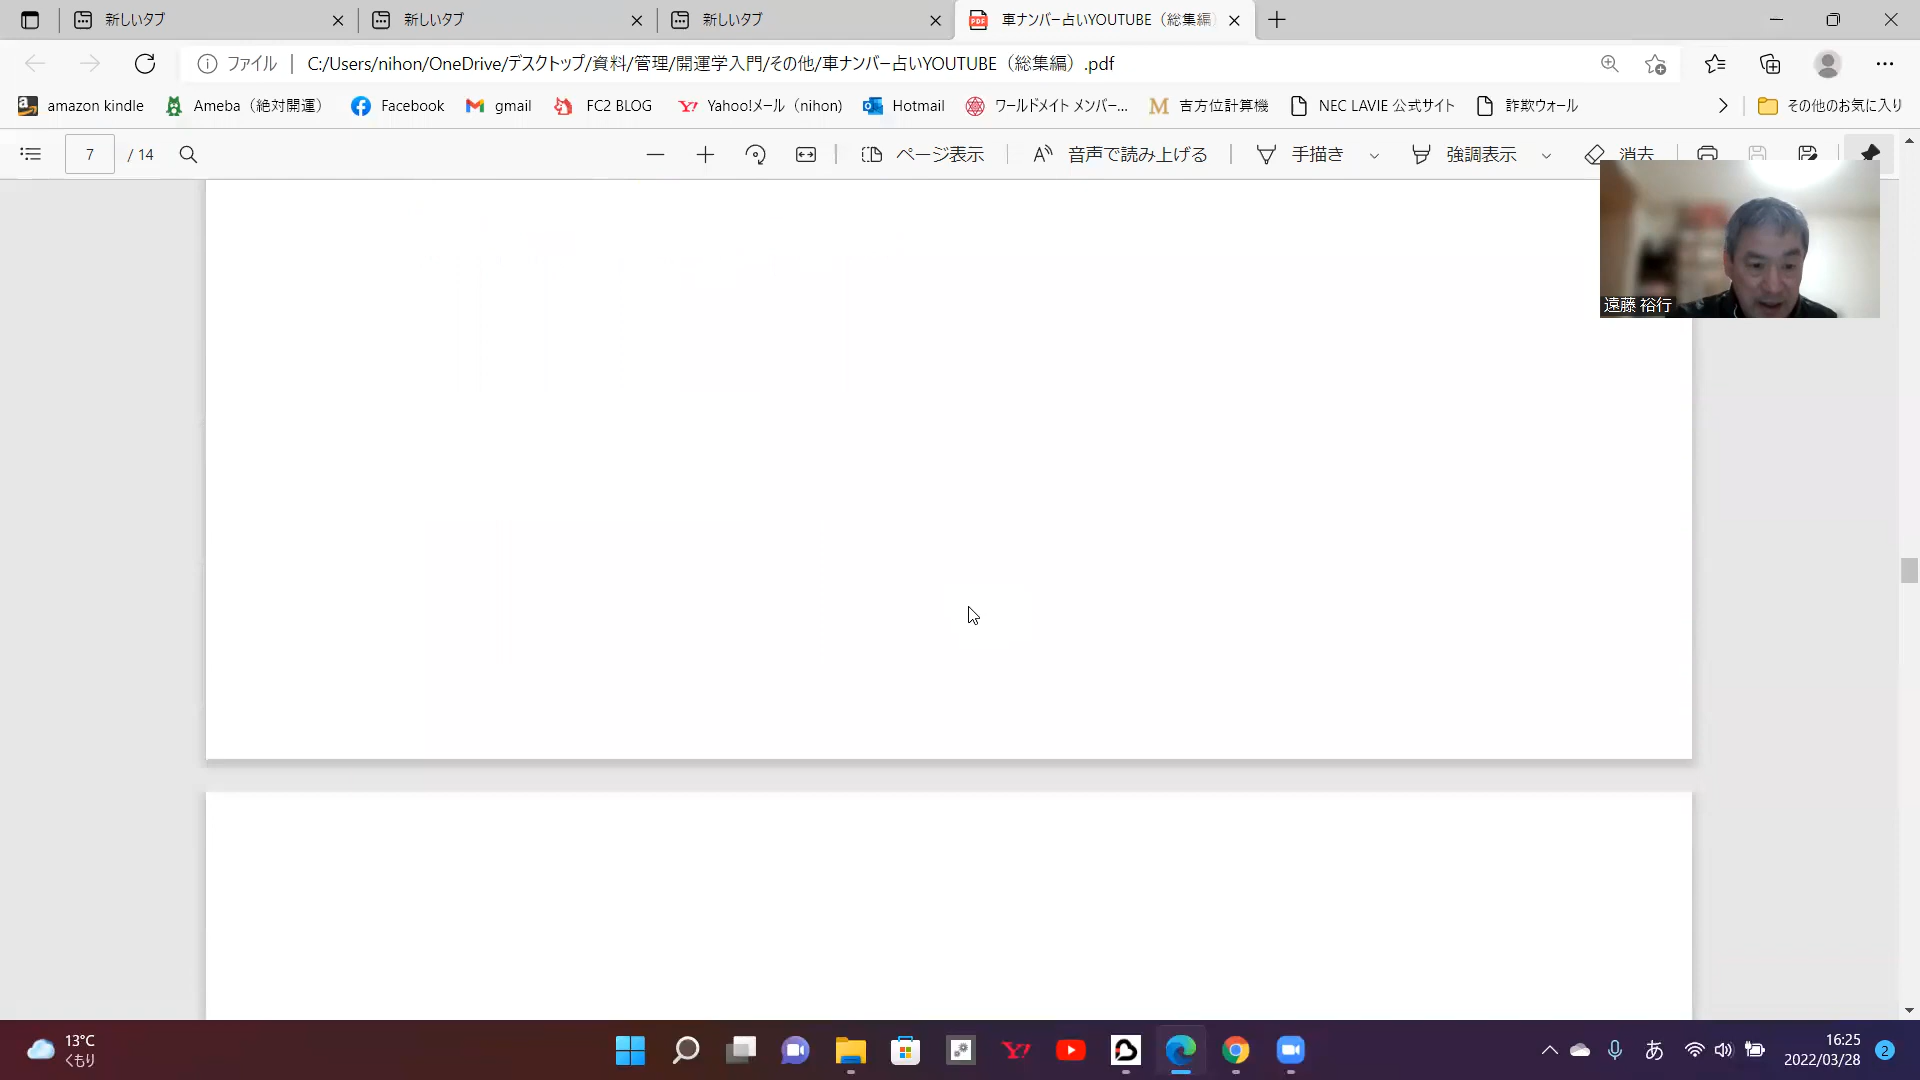 新しいタブ
新しいタブ
新しいタブ
車ナンバー占いYOUTUBE（総集編
ファイル
C:/Users/nihon/OneDrive/デスクトップ/資料/管理/開運学入門/その他/車ナンバー占いYOUTUBE（総集編）.pdf
amazon kindle
Ameba（絶対開運）
Facebook
gmail
FC2 BLOG
Yahoo!メール（nihon）
Hotmail
ワールドメイト メンバー...
吉方位計算機
NEC LAVIE 公式サイト
詐欺ウォール
その他のお気に入り
7
/ 14
ページ表示
音声で読み上げる
手描き
強調表示
消去
遠藤 裕行
13°C
くもり
あ
16:25
2022/03/28
2